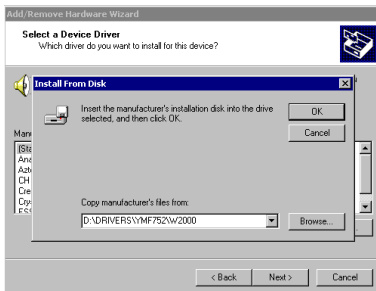 Add/Remove Hardware Wizard
Select a Device Driver
Which driver do you want to install for this device?
Install From Disk
Insert the manufacturer's installation disk into the drive
selected, and then click OK.
OK
Cancel
Copy manufacturer's files from:
D:\DRIVERS\YMF752\W2000
Browse...
< Back
Next >
Cancel